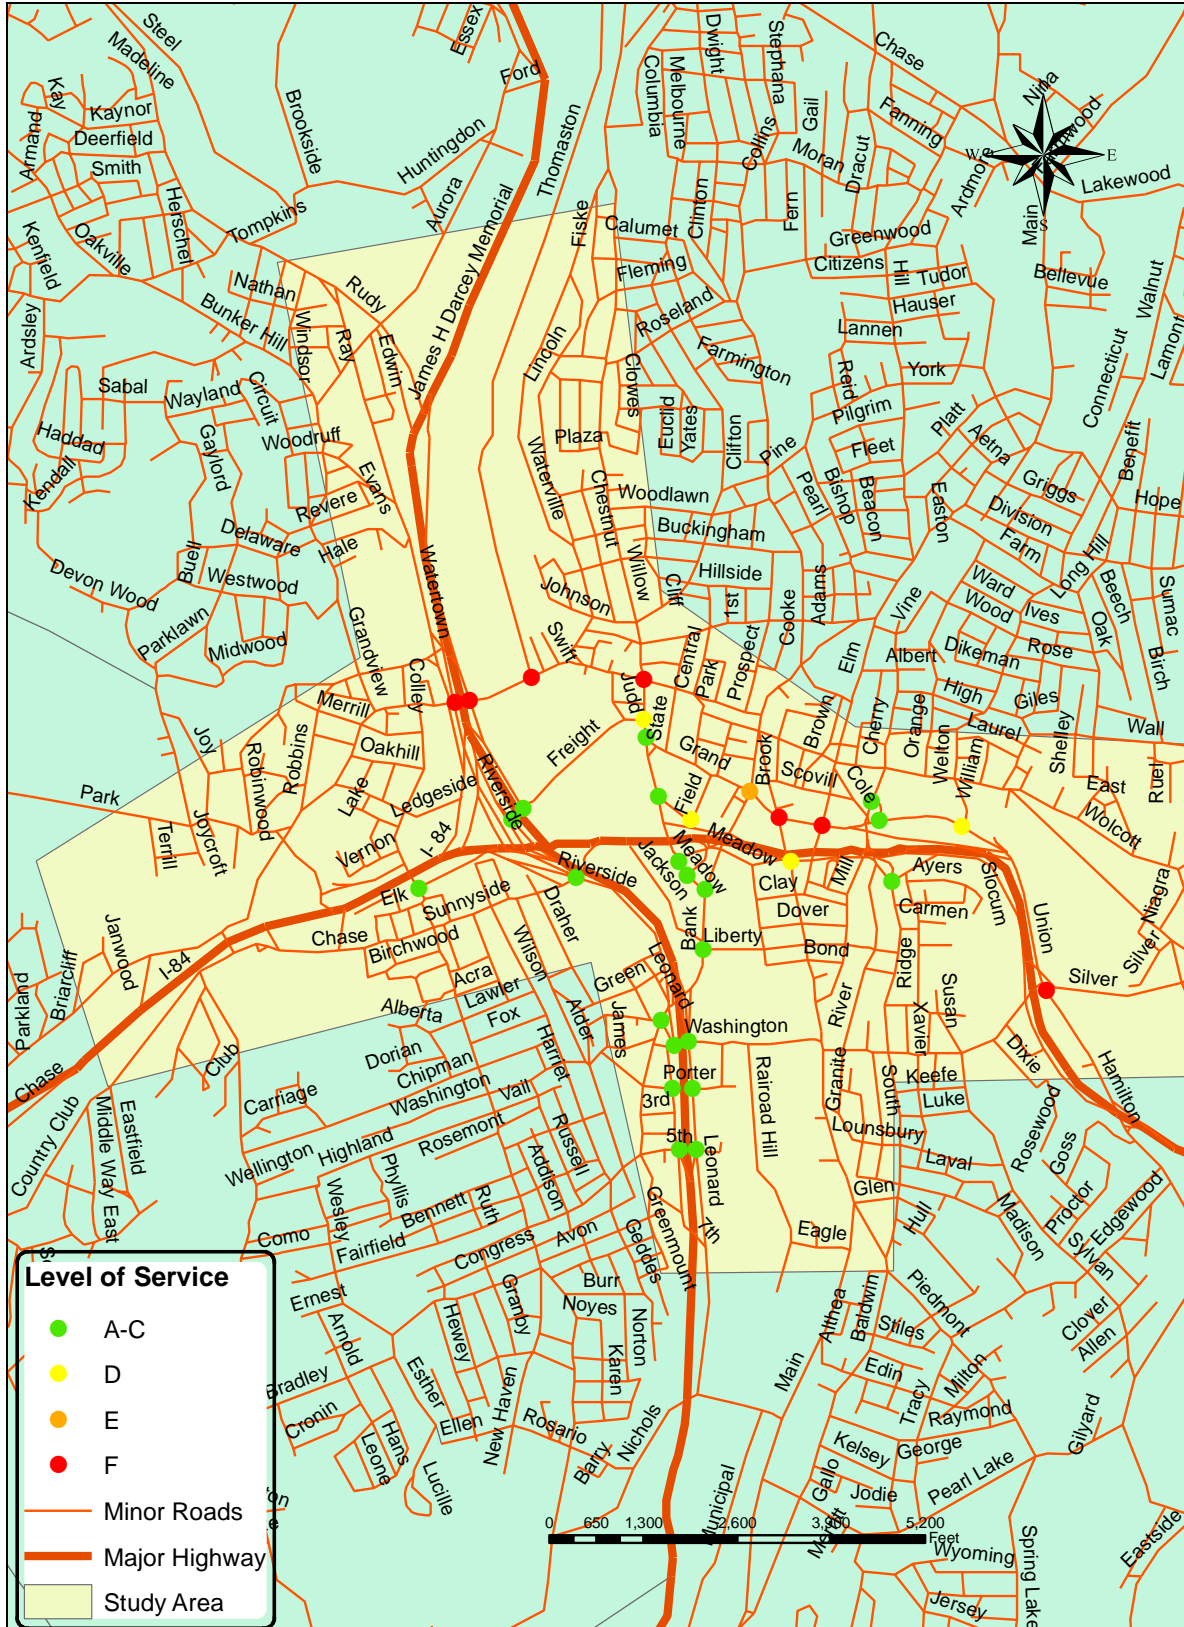 Steel
Madeline
Essex
Ford
Dwight
Stephana
Chase
Nina
Kay
Kaynor
Armand
Deerfield
Smith
Brookside
Huntingdon
Thomaston
Columbia
Melbourne
Collins
Gail
Moran
Dracut
Fanning
Ardmore
W
E
S
Lakewood
Main
Herschel
Tompkins
Aurora
James H Darcey Memorial
Fiske
Calumet
Clinton
Fern
Greenwood
Citizens
Hill
Tudor
Bellevue
Walnut
Kenfield
Oakville
Nathan
Rudy
Fleming
Roseland
Hauser
Lannen
Lamont
Ardsley
Bunker Hill
Windsor
Ray
Edwin
Lincoln
Clowes
Farmington
Reid
York
Connecticut
Sabal
Wayland
Circuit
Euclid
Yates
Clifton
Pilgrim
Platt
Aetna
Benefit
Haddad
Gaylord
Woodruff
Plaza
Pine
Fleet
Kendall
Evans
Revere
Waterville
Chestnut
Woodlawn
Pearl
Bishop
Beacon
Easton
Griggs
Hope
Division
Delaware
Hale
Buckingham
Farm
Long Hill
Devon Wood
Buell
Westwood
Watertown
Johnson
Willow
Cliff
Hillside
1st
Cooke
Adams
Vine
Ward
Wood
Ives
Beech
Oak
Sumac
Parklawn
Midwood
Grandview
Swift
Central
Park
Prospect
Elm
Albert
Dikeman
Rose
Birch
Merrill
Colley
Judd
State
Brown
Cherry
Orange
High
Giles
Laurel
Wall
Joy
Robbins
Robinwood
Oakhill
Freight
Grand
Brook
Scovill
Cole
Welton
William
Shelley
East
Ruel
Wolcott
Park
Lake
Ledgeside
Riverside
Field
Terrill
Joycroft
Vernon
I- 84
Riverside
Jackson
Meadow
Meadow
Clay
Mill
Ayers
Slocum
Elk
Sunnyside
Draher
Dover
Carmen
Niagra
Janwood
Chase
Birchwood
Wilson
Bank
Liberty
Bond
Ridge
Union
Silver
Silver
I-84
Briarcliff
Parkland
Acra
Lawler
Alberta
Fox
Green
Leonard
James
Alder
River
Susan
Xavier
Dixie
Hamilton
Chase
Club
Dorian
Chipman
Washington
Harriet
Washington
Porter
3rd
Rairoad Hill
Granite
South
Keefe
Luke
Country Club
Middle Way East
Eastfield
Carriage
Vail
Rosemont
Highland
Wellington
Russell
5th
Leonard
Lounsbury
Laval
Rosewood
Goss
Phyllis
Addison
Glen
Wesley
Bennett
Ruth
Greenmount
7th
Hull
Madison
Proctor
Edgewood
Sylvan
Como
Fairfield
Congress
Avon
Geddes
Eagle
Ernest
Granby
Burr
Noyes
Norton
Althea
Baldwin
Piedmont
Stiles
Clover
Allen
Arnold
Hewey
Karen
Main
Edin
Milton
Tracy
Bradley
Esther
Cronin
Ellen
New Haven
Rosario
Nichols
Raymond
Gilyard
Hans
Leone
Barry
Kelsey
George
Lucille
Gallo
Jodie
Pearl Lake
Municipal
Merritt
Wyoming
Spring Lake
Eastside
Jersey
Level of Service
A-C
D
E
F
Minor Roads
Major Highway
Study Area
0 650 1,300 2,600 3,900 5,200
Feet